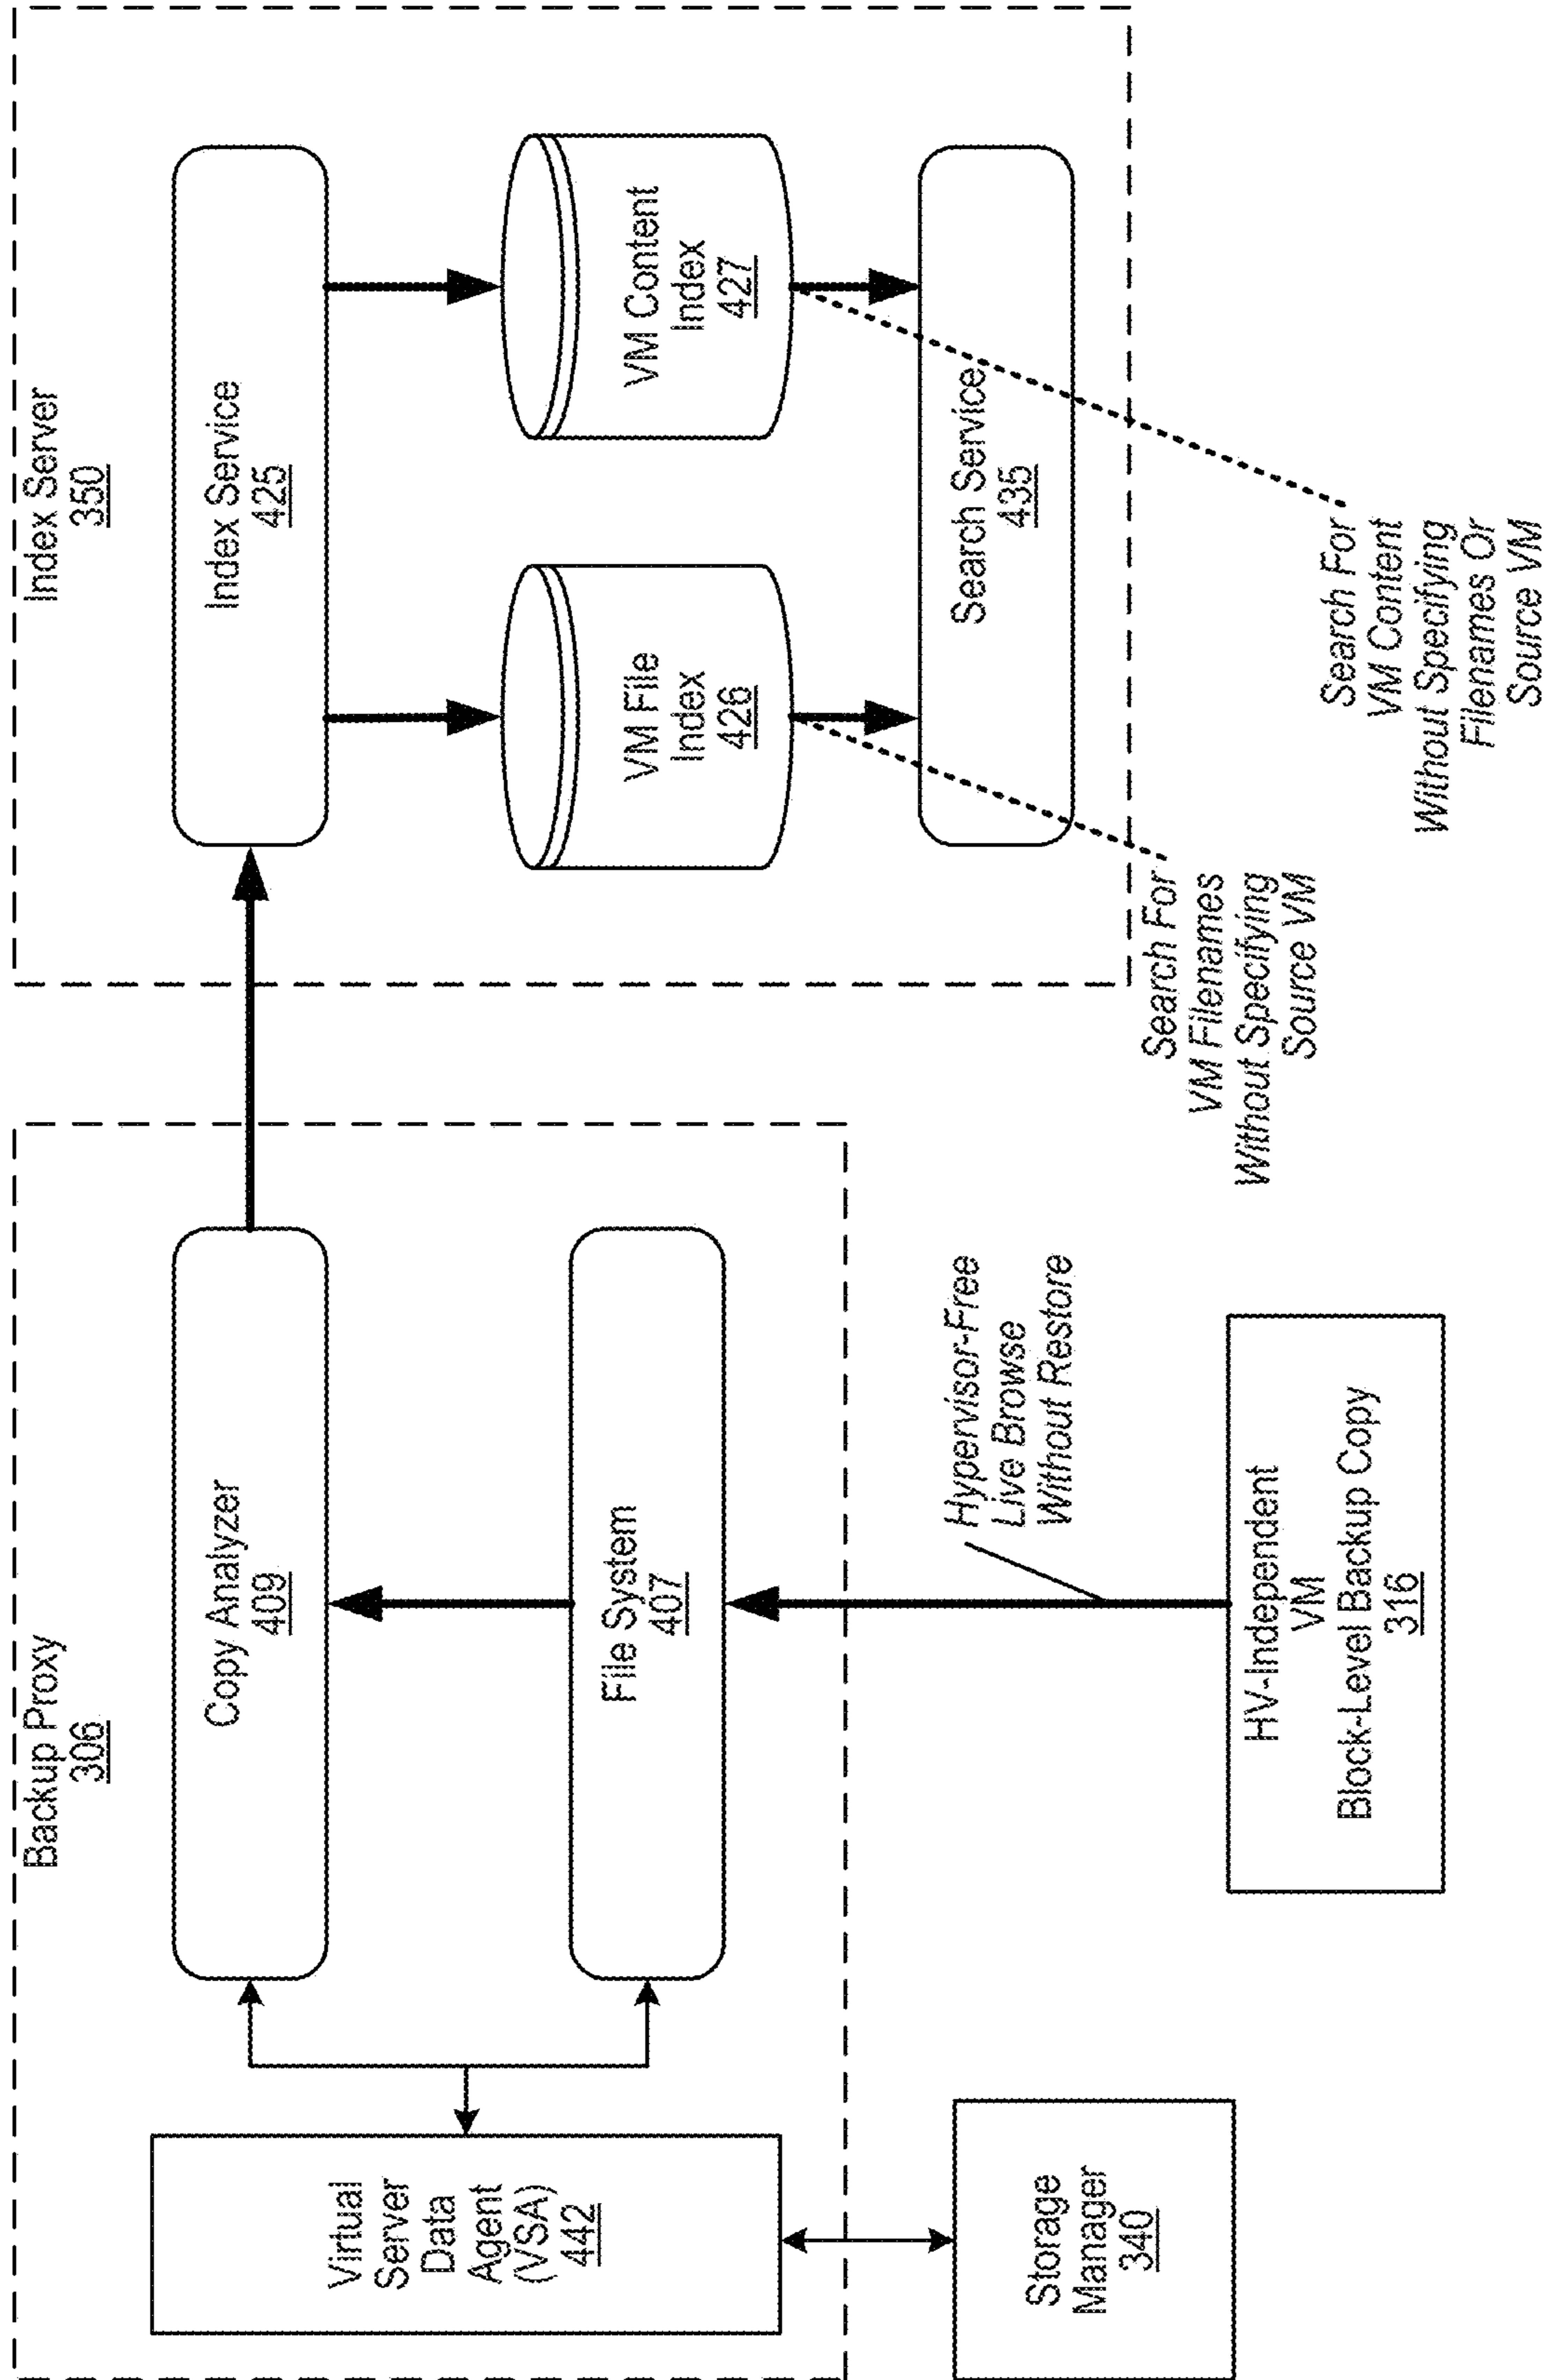 Backup Proxy
306
Virtual
Server
Data
Agent
(VSA)
442
Copy Analyzer
409
File System
407
Storage
Manager
340
Hypervisor-Free
Live Browse
Without Restore
HV-Independent
VM
Block-Level Backup Copy
316
Index Server
350
Index Service
425
VM File
Index
426
VM Content
Index
427
Search Service
435
Search For
VM Filenames
Without Specifying
Source VM
Search For
VM Content
Without Specifying
Filenames Or
Source VM